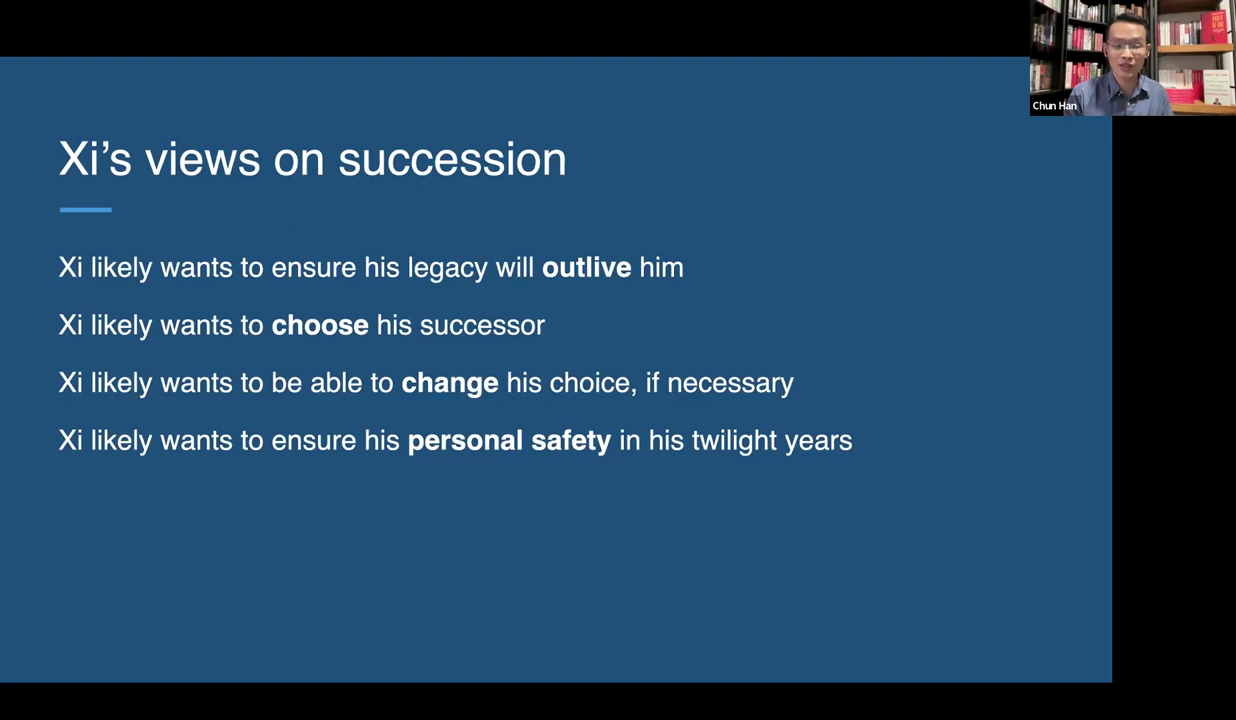 Chun Han
Xi's views on succession
Xi likely wants to ensure his legacy will outlive him
Xi likely wants to choose his successor
Xi likely wants to be able to change his choice, if necessary
Xi likely wants to ensure his personal safety in his twilight years